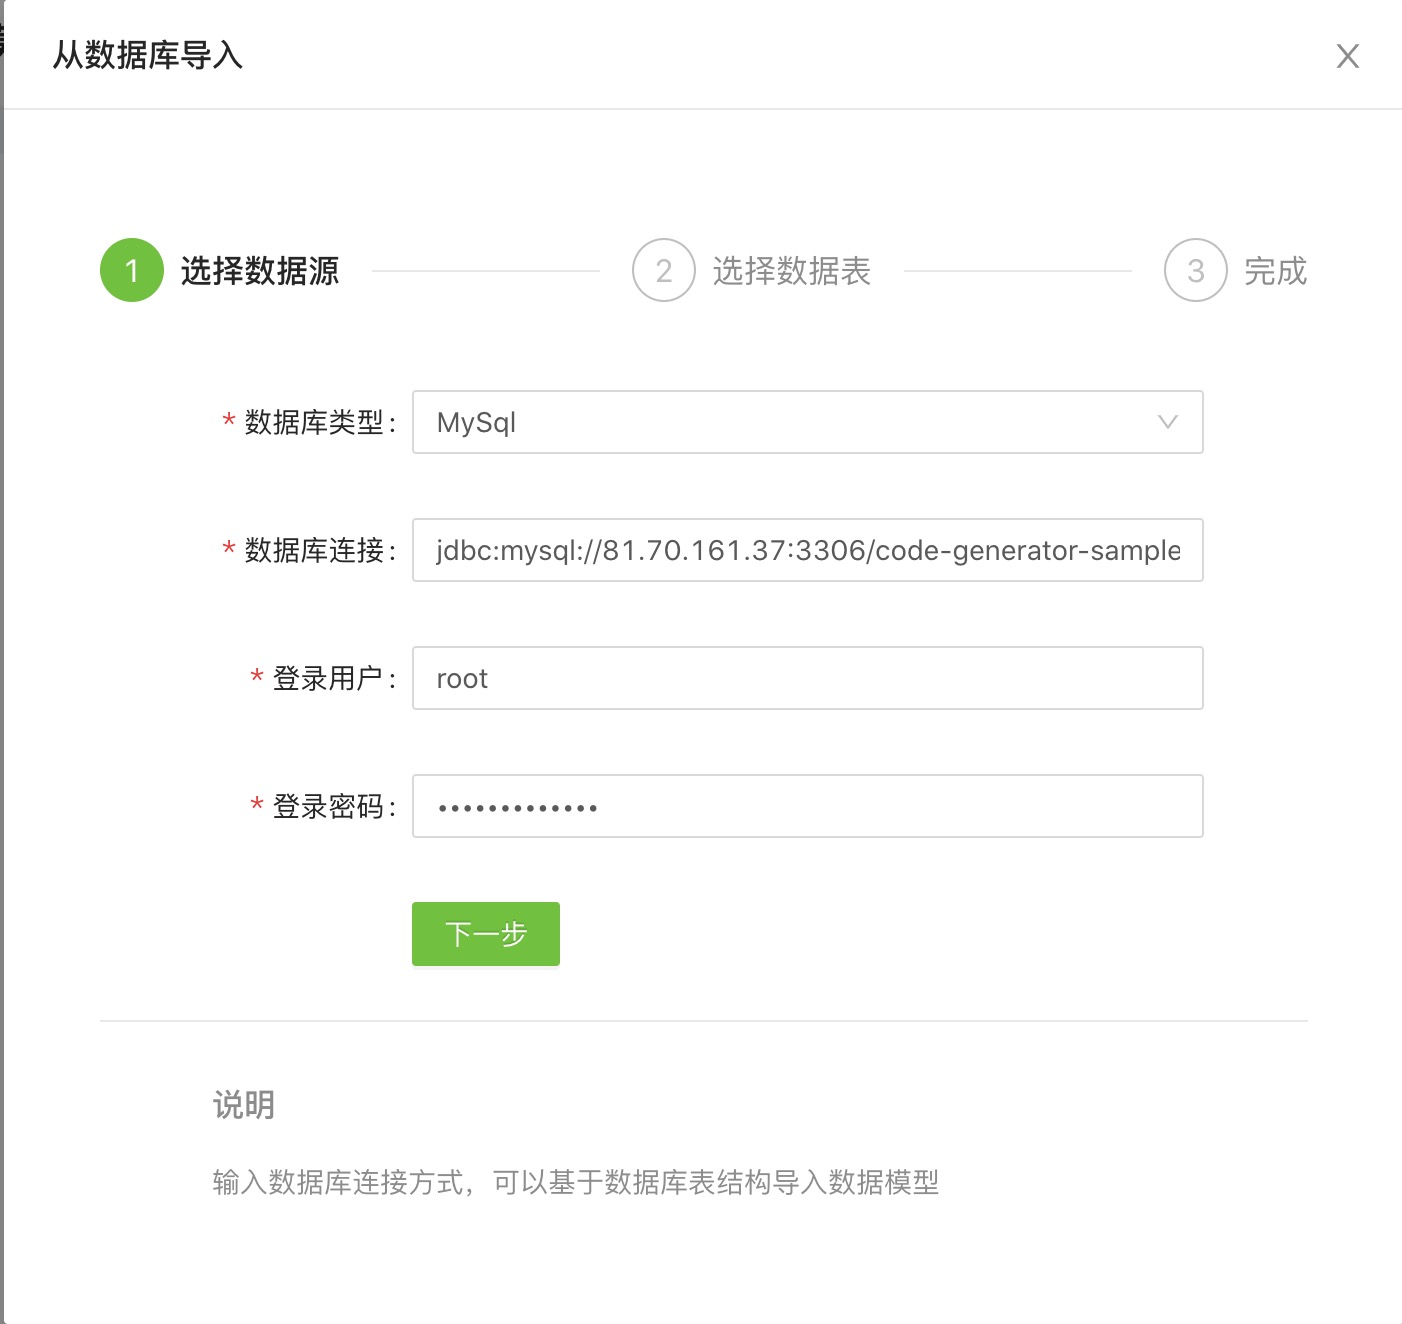 从数据库导入
1 选择数据源
2 选择数据表
3 完成
* 数据库类型: MySql
* 数据库连接: jdbc:mysql://81.70.161.37:3306/code-generator-sample
* 登录用户: root
* 登录密码: •••••••••••••
下一步
说明
输入数据库连接方式，可以基于数据库表结构导入数据模型